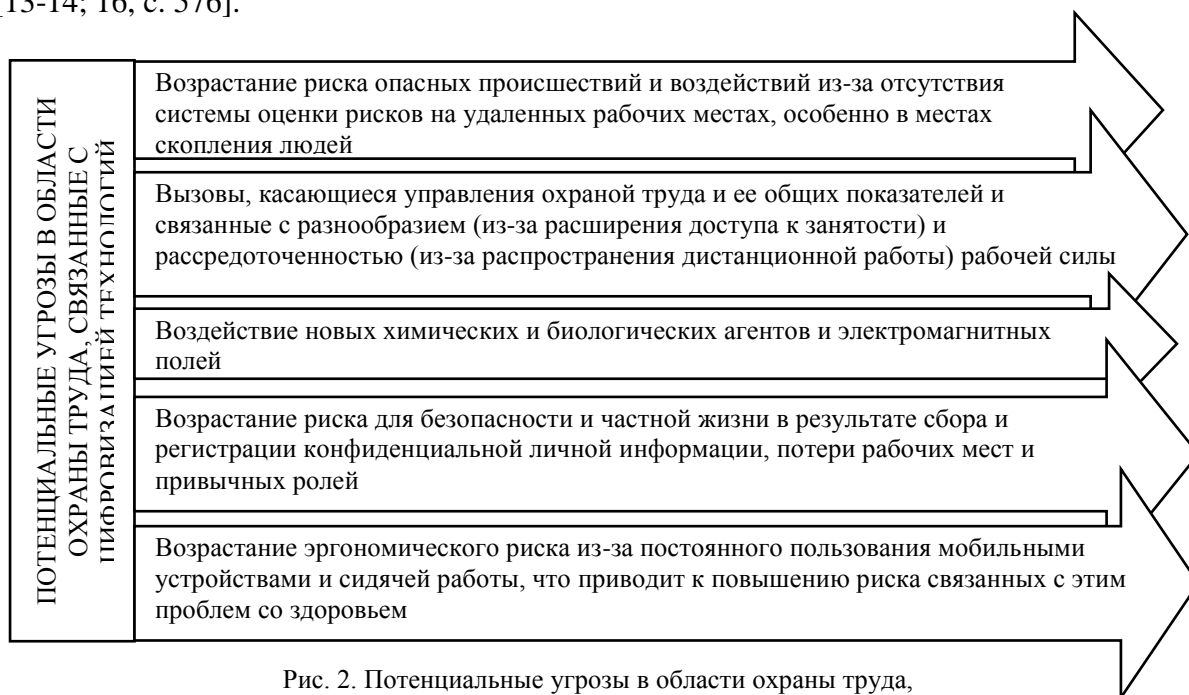 [13-14; 16, с. 576].
ПОТЕНЦИАЛЬНЫЕ УГРОЗЫ В ОБЛАСТИ
ОХРАНЫ ТРУДА, СВЯЗАННЫЕ С
ЦИФРОВИЗАЦИЕЙ ТЕХНОЛОГИЙ
Возрастание риска опасных происшествий и воздействий из-за отсутствия
системы оценки рисков на удаленных рабочих местах, особенно в местах
скопления людей
Вызовы, касающиеся управления охраной труда и ее общих показателей и
связанные с разнообразием (из-за расширения доступа к занятости) и
рассредоточенностью (из-за распространения дистанционной работы) рабочей силы
Воздействие новых химических и биологических агентов и электромагнитных
полей
Возрастание риска для безопасности и частной жизни в результате сбора и
регистрации конфиденциальной личной информации, потери рабочих мест и
привычных ролей
Возрастание эргономического риска из-за постоянного пользования мобильными
устройствами и сидячей работы, что приводит к повышению риска связанных с этим
проблем со здоровьем
Рис. 2. Потенциальные угрозы в области охраны труда,